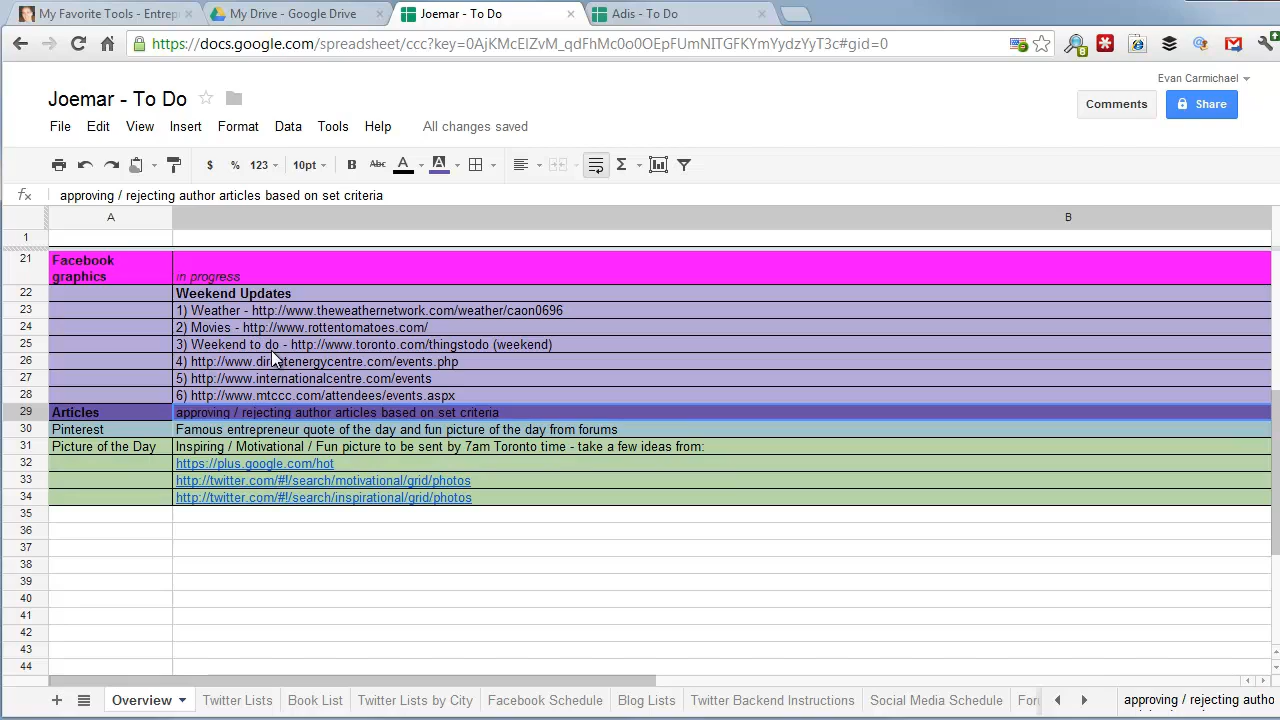 My Favorite Tools - Entrep
My Drive - Google Drive
Joemar - To Do
Adis - To Do
https://docs.google.com/spreadsheet/ccc?key=0AjKMcElZvM_qdFhMc0o0OEpFUmNITGFKYmYydzYyT3c#gid=0
Evan Carmichael
Joemar - To Do
Comments
Share
File Edit View Insert Format Data Tools Help All changes saved
$ % 123 10pt B Abc A A Σ
fx approving / rejecting author articles based on set criteria
A B
1
21 Facebook graphics in progress
22 Weekend Updates
23 1) Weather - http://www.theweathernetwork.com/weather/caon0696
24 2) Movies - http://www.rottentomatoes.com/
25 3) Weekend to do - http://www.toronto.com/thingstodo (weekend)
26 4) http://www.directenergycentre.com/events.php
27 5) http://www.internationalcentre.com/events
28 6) http://www.mtccc.com/attendees/events.aspx
29 Articles approving / rejecting author articles based on set criteria
30 Pinterest Famous entrepreneur quote of the day and fun picture of the day from forums
31 Picture of the Day Inspiring / Motivational / Fun picture to be sent by 7am Toronto time - take a few ideas from:
32 https://plus.google.com/hot
33 http://twitter.com/#!/search/motivational/grid/photos
34 http://twitter.com/#!/search/inspirational/grid/photos
35
36
37
38
39
40
41
42
43
44
Overview Twitter Lists Book List Twitter Lists by City Facebook Schedule Blog Lists Twitter Backend Instructions Social Media Schedule For approving / rejecting autho